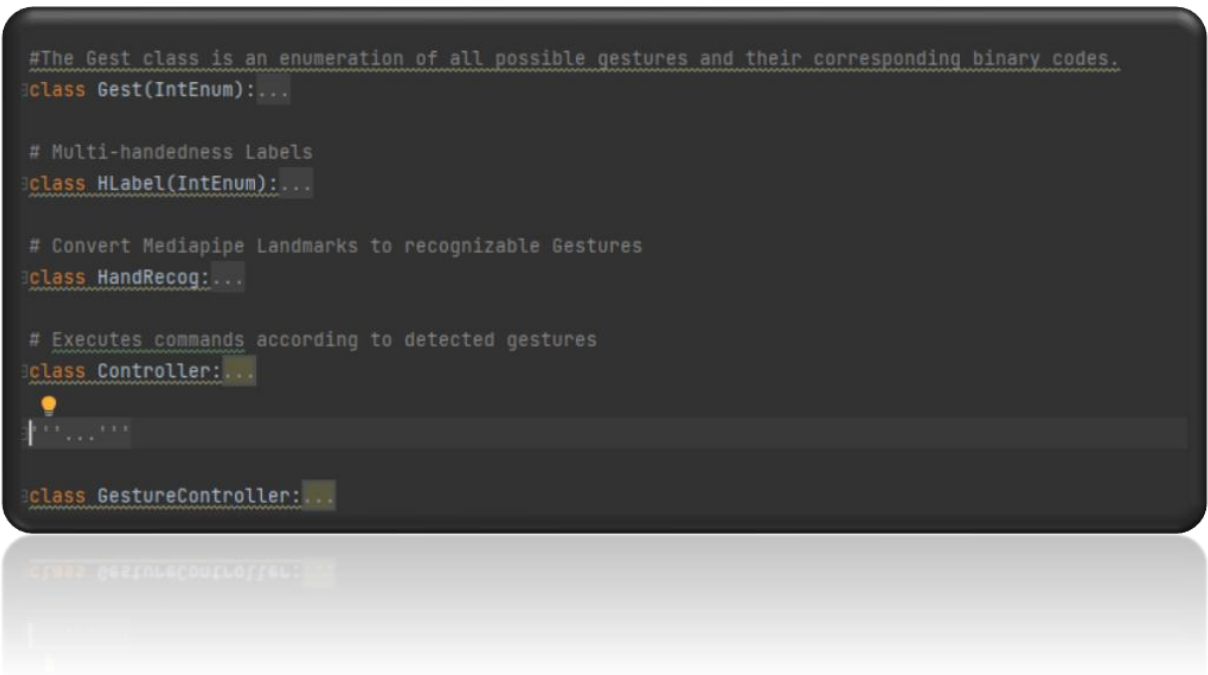 #The Gest class is an enumeration of all possible gestures and their corresponding binary codes.
class Gest(IntEnum):...
# Multi-handedness Labels
class HLabel(IntEnum):...
# Convert Mediapipe Landmarks to recognizable Gestures
class HandRecog:...
# Executes commands according to detected gestures
class Controller:...
'''...'''
class GestureController:...